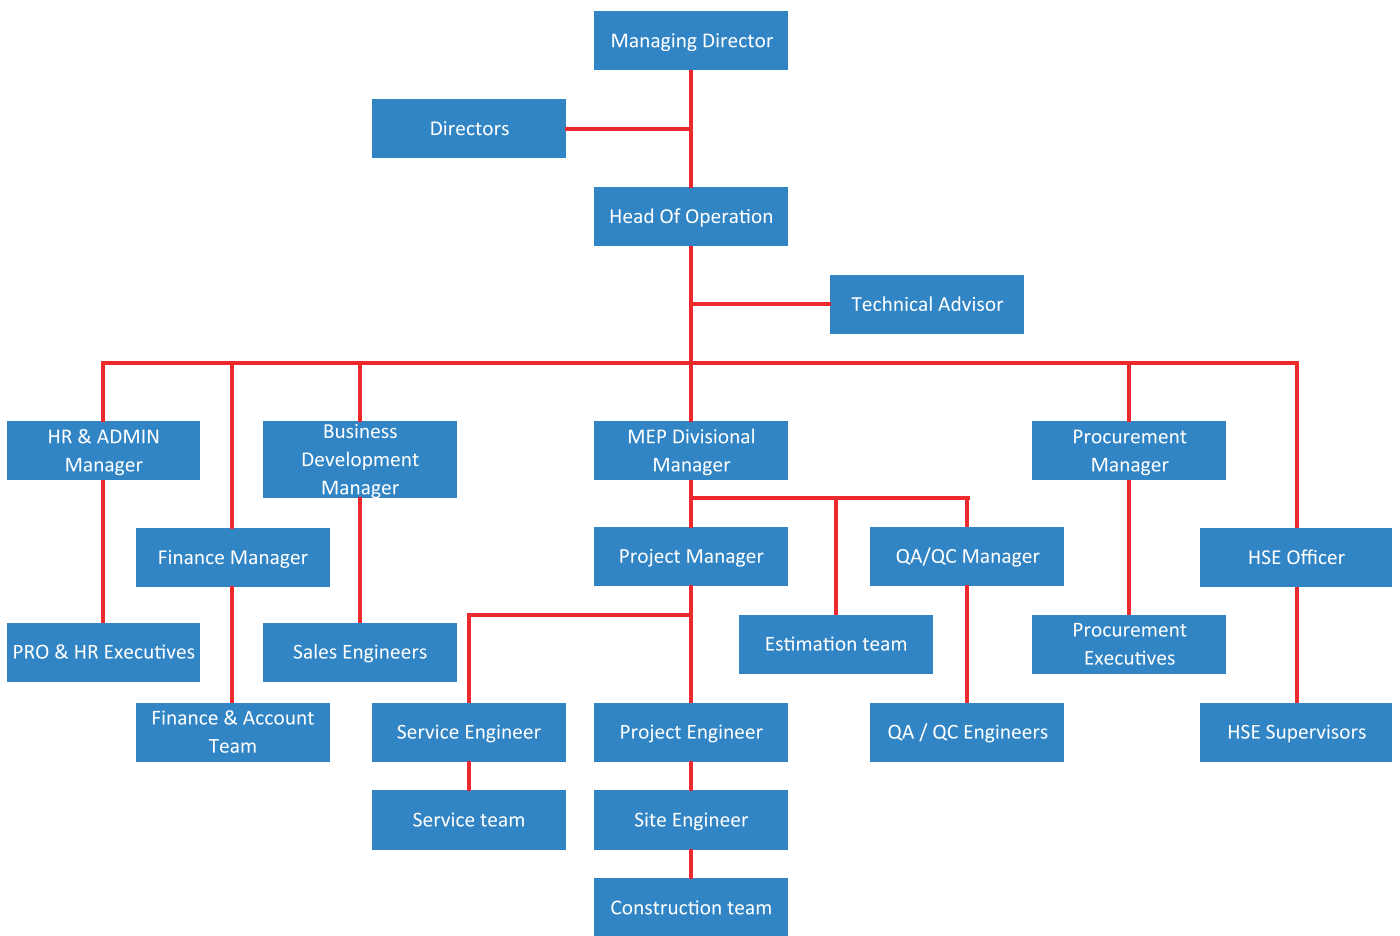 Managing Director
Directors
Head Of Operation
Technical Advisor
HR & ADMIN
Manager
Business
Development
Manager
MEP Divisional
Manager
Procurement
Manager
Finance Manager
Project Manager
QA/QC Manager
HSE Officer
PRO & HR Executives
Sales Engineers
Estimation team
Procurement
Executives
Finance & Account
Team
Service Engineer
Project Engineer
QA / QC Engineers
HSE Supervisors
Service team
Site Engineer
Construction team